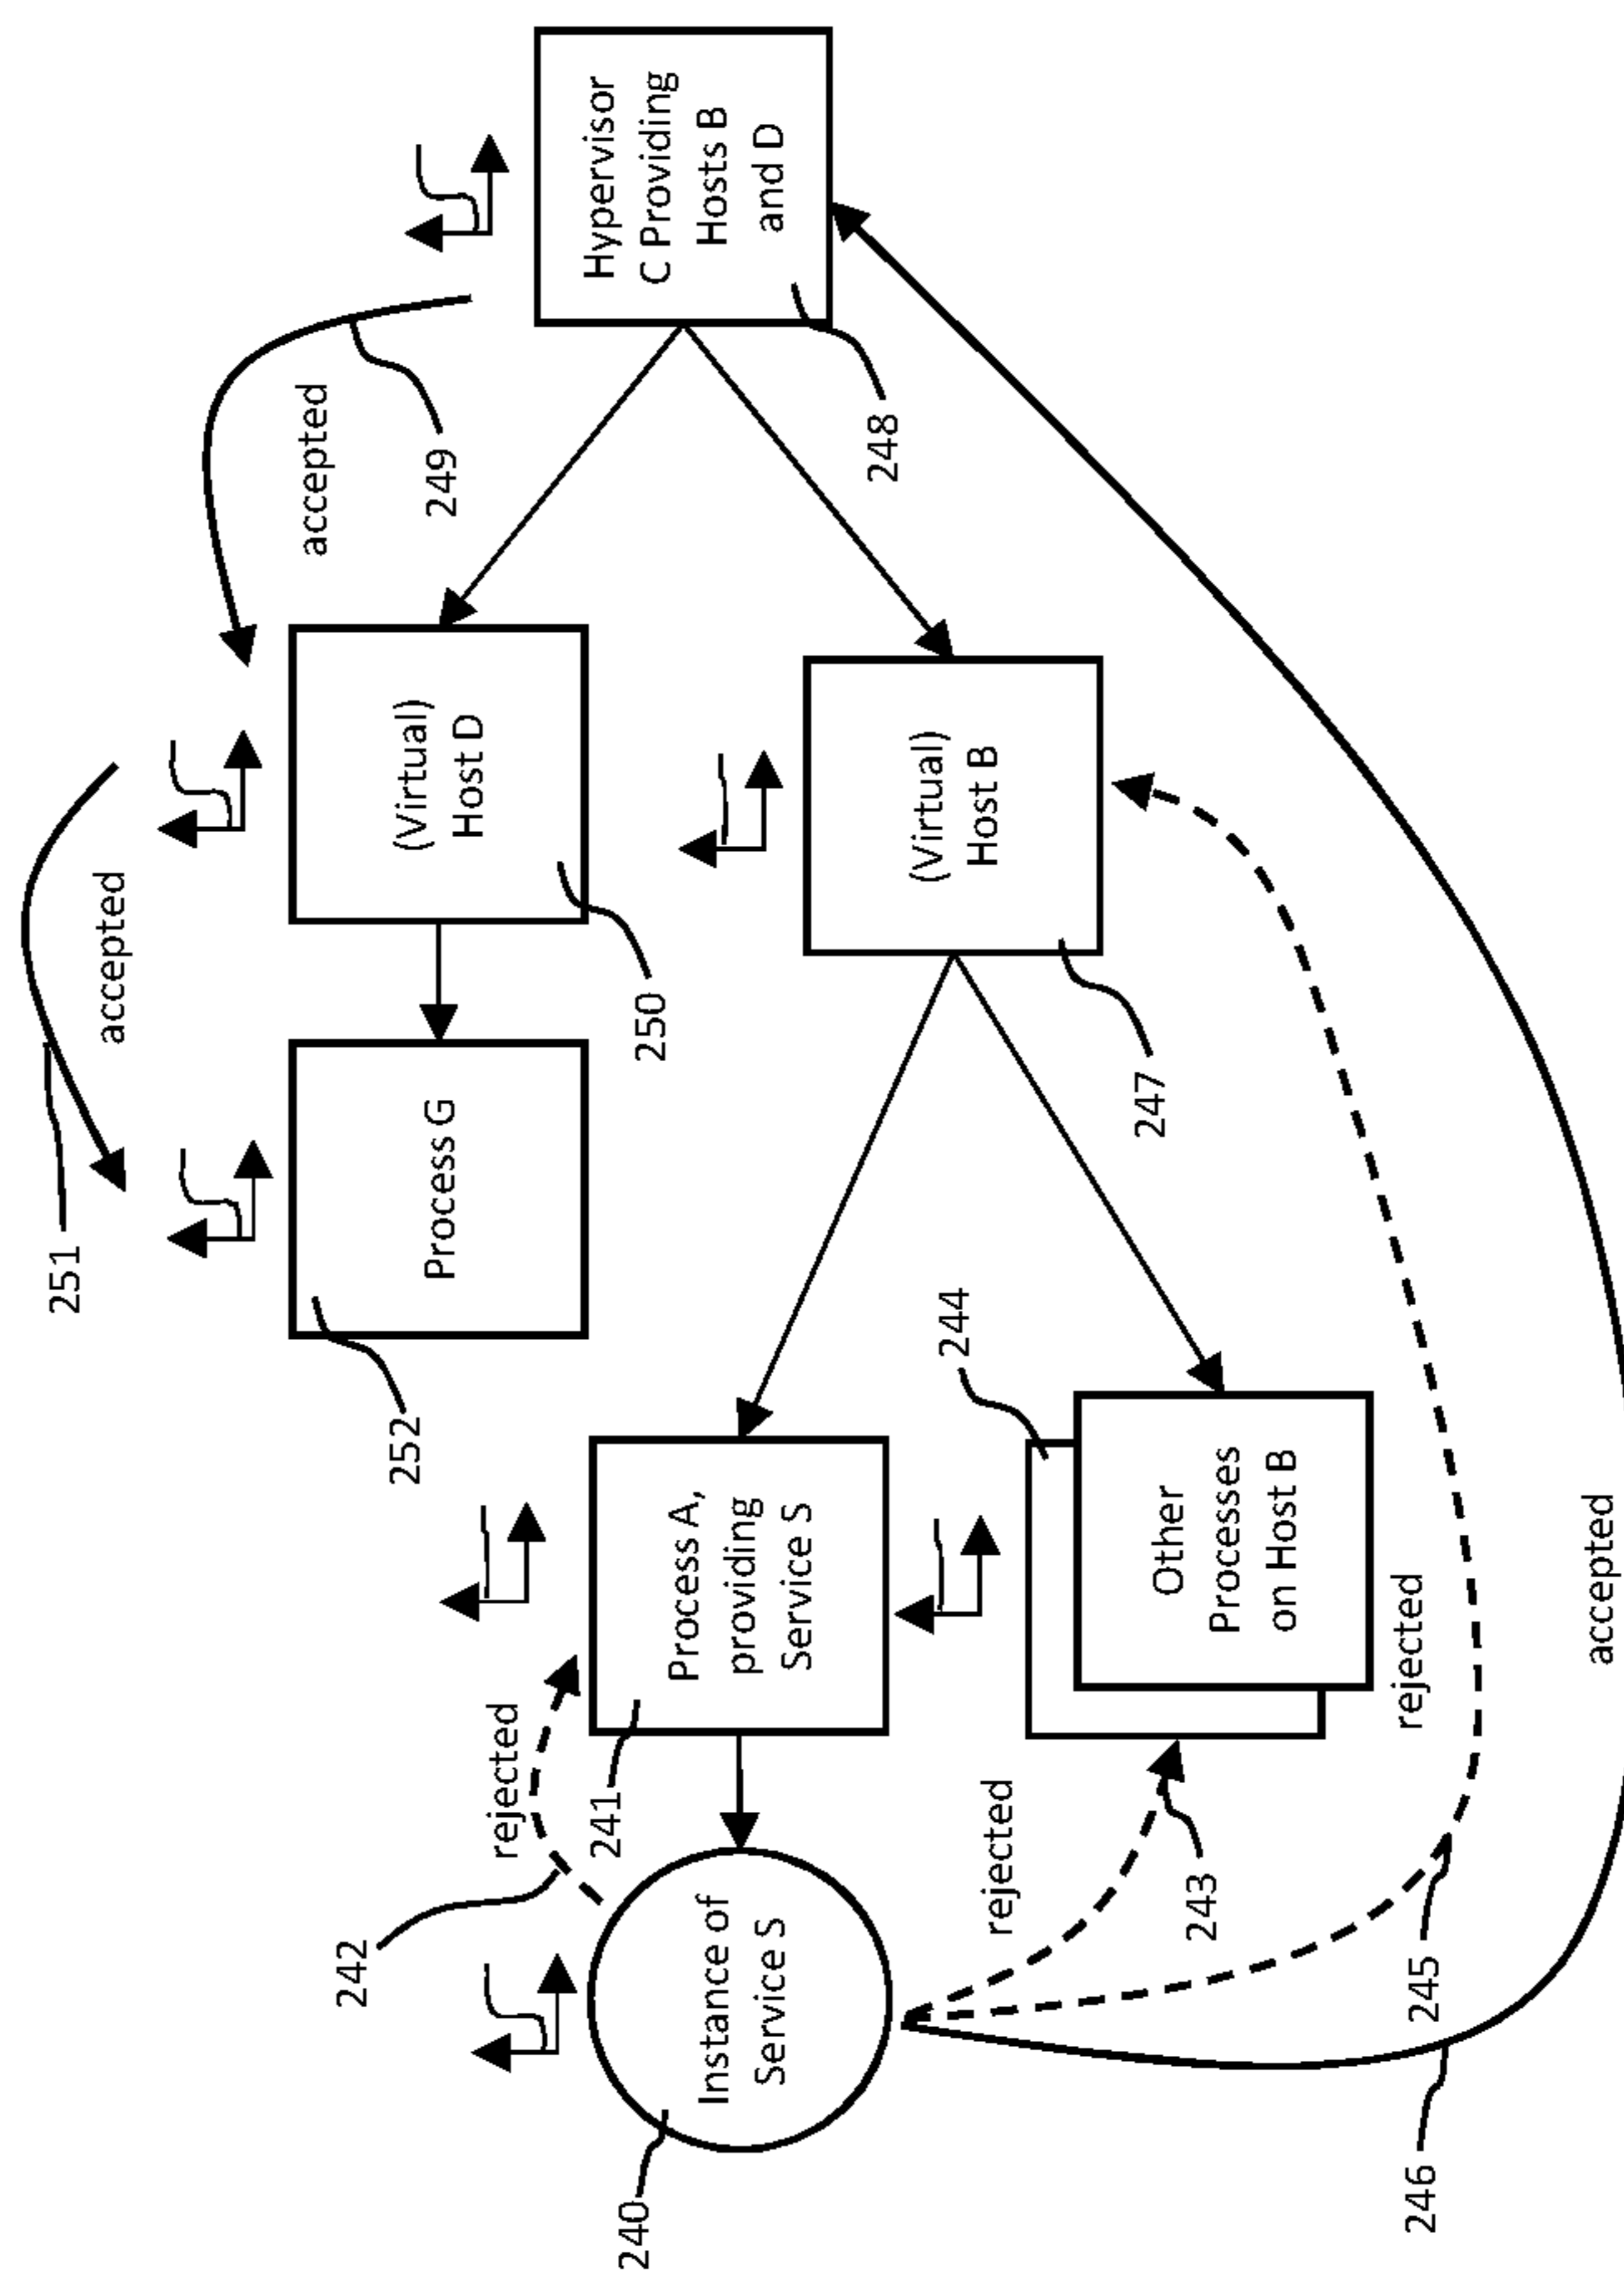 251
accepted
accepted
249
Process G
252
(Virtual)
Host D
250
Hypervisor
C Providing
Hosts B
and D
248
242
rejected
240
Instance of
Service S
241
Process A,
providing
Service S
(Virtual)
Host B
247
244
rejected
243
Other
Processes
on Host B
rejected
245
246
accepted